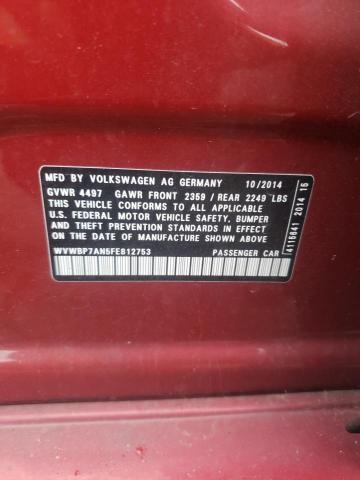 MFD BY VOLKSWAGEN AG GERMANY 10/2014
GVWR 4497 GAWR FRONT 2359 / REAR 2249 LBS
THIS VEHICLE CONFORMS TO ALL APPLICABLE
U.S. FEDERAL MOTOR VEHICLE SAFETY, BUMPER
AND THEFT PREVENTION STANDARDS IN EFFECT
ON THE DATE OF MANUFACTURE SHOWN ABOVE
WVWBP7AN5FE812753 PASSENGER CAR
4115641 2014 15